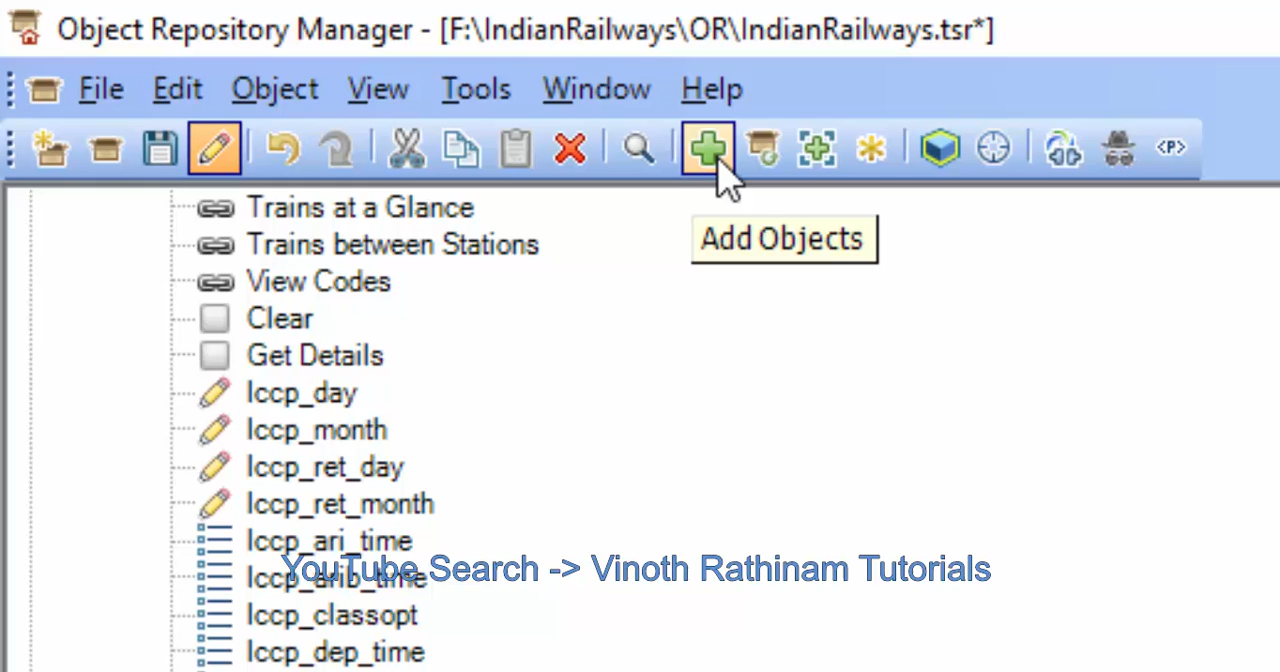 Object Repository Manager - [F:\IndianRailways\OR\IndianRailways.tsr*]
File Edit Object View Tools Window Help
<P>
Trains at a Glance
Add Objects
Trains between Stations
View Codes
Clear
Get Details
lccp_day
lccp_month
lccp_ret_day
lccp_ret_month
lccp_ari_time
YouTube Search -> Vinoth Rathinam Tutorials
lccp_arib_time
lccp_classopt
lccp_dep_time